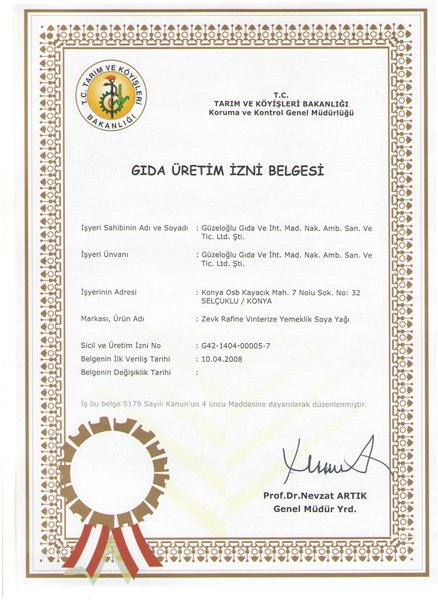 T.C. TARIM VE KÖYİŞLERİ
BAKANLIĞI
T.C.
TARIM VE KÖYİŞLERİ BAKANLIĞI
Koruma ve Kontrol Genel Müdürlüğü
GIDA ÜRETİM İZNİ BELGESİ
İşyeri Sahibinin Adı ve Soyadı : Güzeloğlu Gıda Ve İht. Mad. Nak. Amb. San. Ve
Tic. Ltd. Şti.
İşyeri Ünvanı : Güzeloğlu Gıda Ve İht. Mad. Nak. Amb. San. Ve
Tic. Ltd. Şti.
İşyerinin Adresi : Konya Osb Kayacık Mah. 7 Nolu Sok. No: 32
SELÇUKLU / KONYA
Markası, Ürün Adı : Zevk Rafine Vinterize Yemeklik Soya Yağı
Sicil ve Üretim İzni No : G42-1404-00005-7
Belgenin İlk Veriliş Tarihi : 10.04.2008
Belgenin Değişiklik Tarihi :
İş bu belge 5179 Sayılı Kanun'un 4 üncu Maddesine dayanılarak düzenlenmiştir.
Prof.Dr.Nevzat ARTIK
Genel Müdür Yrd.